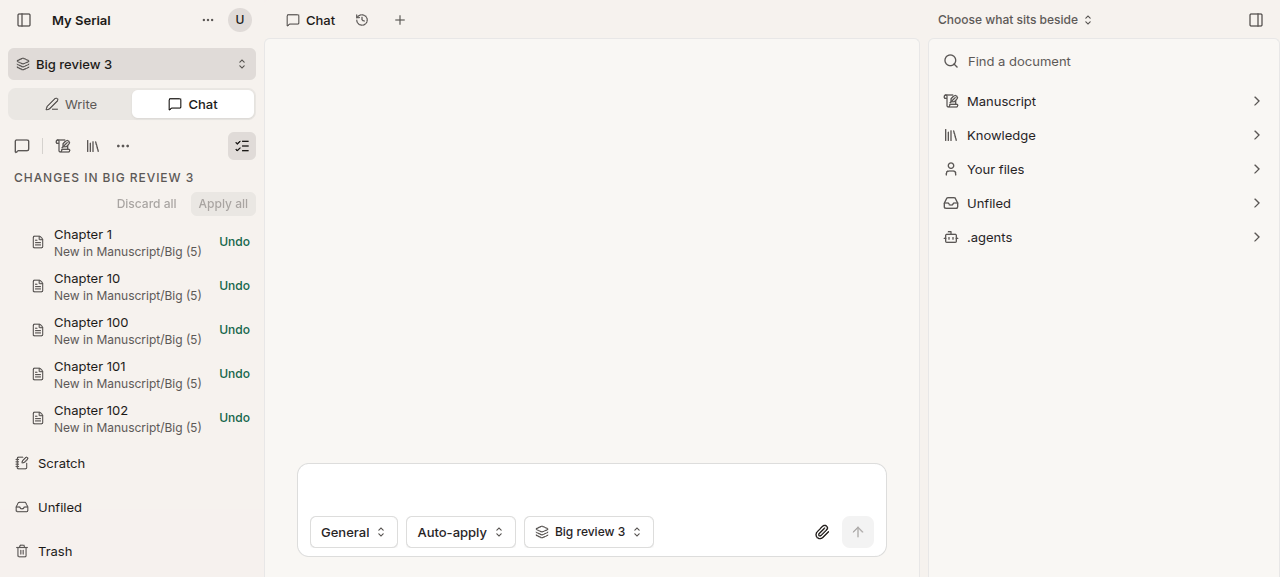 My Serial
U
Big review 3
Write
Chat
CHANGES IN BIG REVIEW 3
Discard all
Apply all
Chapter 1
New in Manuscript/Big (5)
Undo
Chapter 10
New in Manuscript/Big (5)
Undo
Chapter 100
New in Manuscript/Big (5)
Undo
Chapter 101
New in Manuscript/Big (5)
Undo
Chapter 102
New in Manuscript/Big (5)
Undo
Scratch
Unfiled
Trash
Chat
General
Auto-apply
Big review 3
Choose what sits beside
Find a document
Manuscript
Knowledge
Your files
Unfiled
.agents